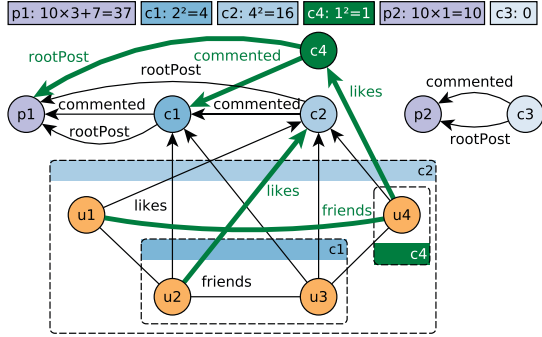 p1: 10×3+7=37 c1: 2²=4 c2: 4²=16 c4: 1²=1 p2: 10×1=10 c3: 0
c4
rootPost
commented
rootPost
likes
commented
commented
commented
p1
c1
c2
p2
c3
rootPost
rootPost
c2
likes
likes
friends
u1
u4
c1
c4
friends
u2
u3